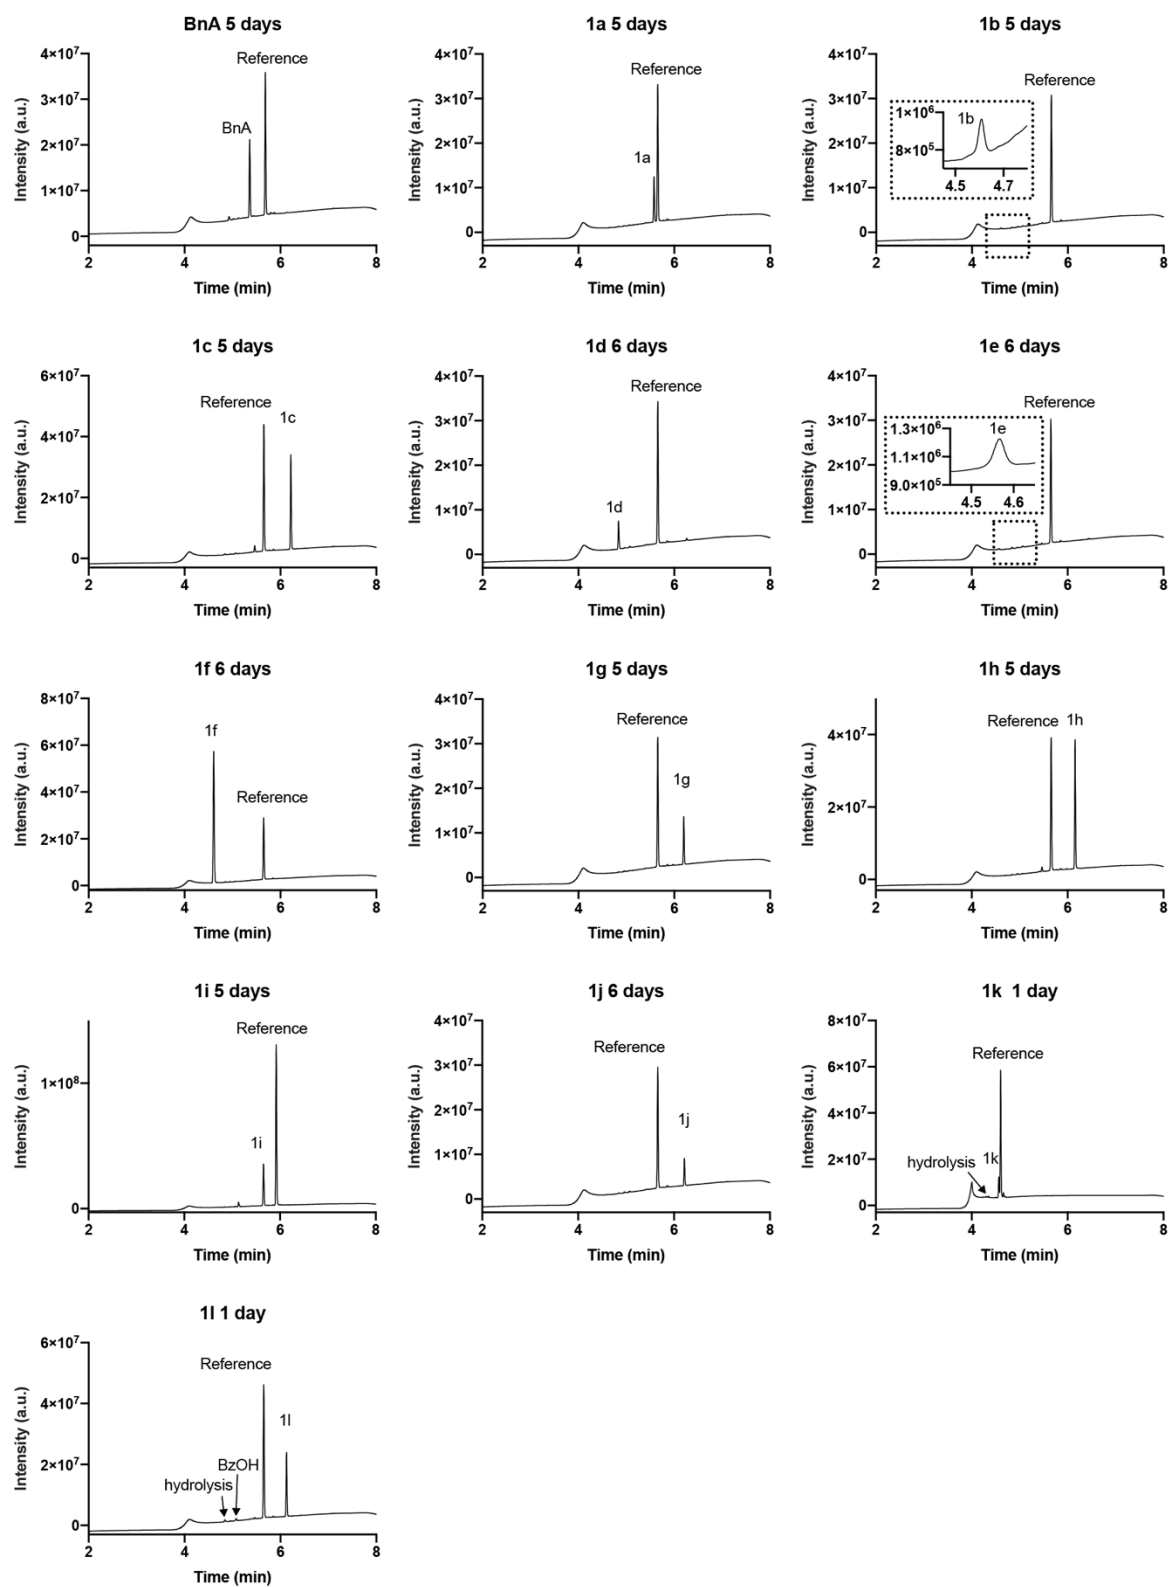 BnA 5 days
4×10⁷
3×10⁷
2×10⁷
1×10⁷
0
Intensity (a.u.)
Reference
BnA
2 4 6 8
Time (min)
1a 5 days
4×10⁷
3×10⁷
2×10⁷
1×10⁷
0
Intensity (a.u.)
Reference
1a
2 4 6 8
Time (min)
1b 5 days
4×10⁷
3×10⁷
2×10⁷
1×10⁷
0
Intensity (a.u.)
Reference
1×10⁶
8×10⁵
1b
4.5 4.7
2 4 6 8
Time (min)
1c 5 days
6×10⁷
4×10⁷
2×10⁷
0
Intensity (a.u.)
Reference
1c
2 4 6 8
Time (min)
1d 6 days
4×10⁷
3×10⁷
2×10⁷
1×10⁷
0
Intensity (a.u.)
Reference
1d
2 4 6 8
Time (min)
1e 6 days
4×10⁷
3×10⁷
2×10⁷
1×10⁷
0
Intensity (a.u.)
Reference
1.3×10⁶
1.1×10⁶
9.0×10⁵
1e
4.5 4.6
2 4 6 8
Time (min)
1f 6 days
8×10⁷
6×10⁷
4×10⁷
2×10⁷
0
Intensity (a.u.)
1f
Reference
2 4 6 8
Time (min)
1g 5 days
4×10⁷
3×10⁷
2×10⁷
1×10⁷
0
Intensity (a.u.)
Reference
1g
2 4 6 8
Time (min)
1h 5 days
4×10⁷
2×10⁷
0
Intensity (a.u.)
Reference 1h
2 4 6 8
Time (min)
1i 5 days
1×10⁸
0
Intensity (a.u.)
Reference
1i
2 4 6 8
Time (min)
1j 6 days
4×10⁷
3×10⁷
2×10⁷
1×10⁷
0
Intensity (a.u.)
Reference
1j
2 4 6 8
Time (min)
1k 1 day
8×10⁷
6×10⁷
4×10⁷
2×10⁷
0
Intensity (a.u.)
Reference
hydrolysis 1k
2 4 6 8
Time (min)
1l 1 day
6×10⁷
4×10⁷
2×10⁷
0
Intensity (a.u.)
Reference
1l
BzOH
hydrolysis
2 4 6 8
Time (min)